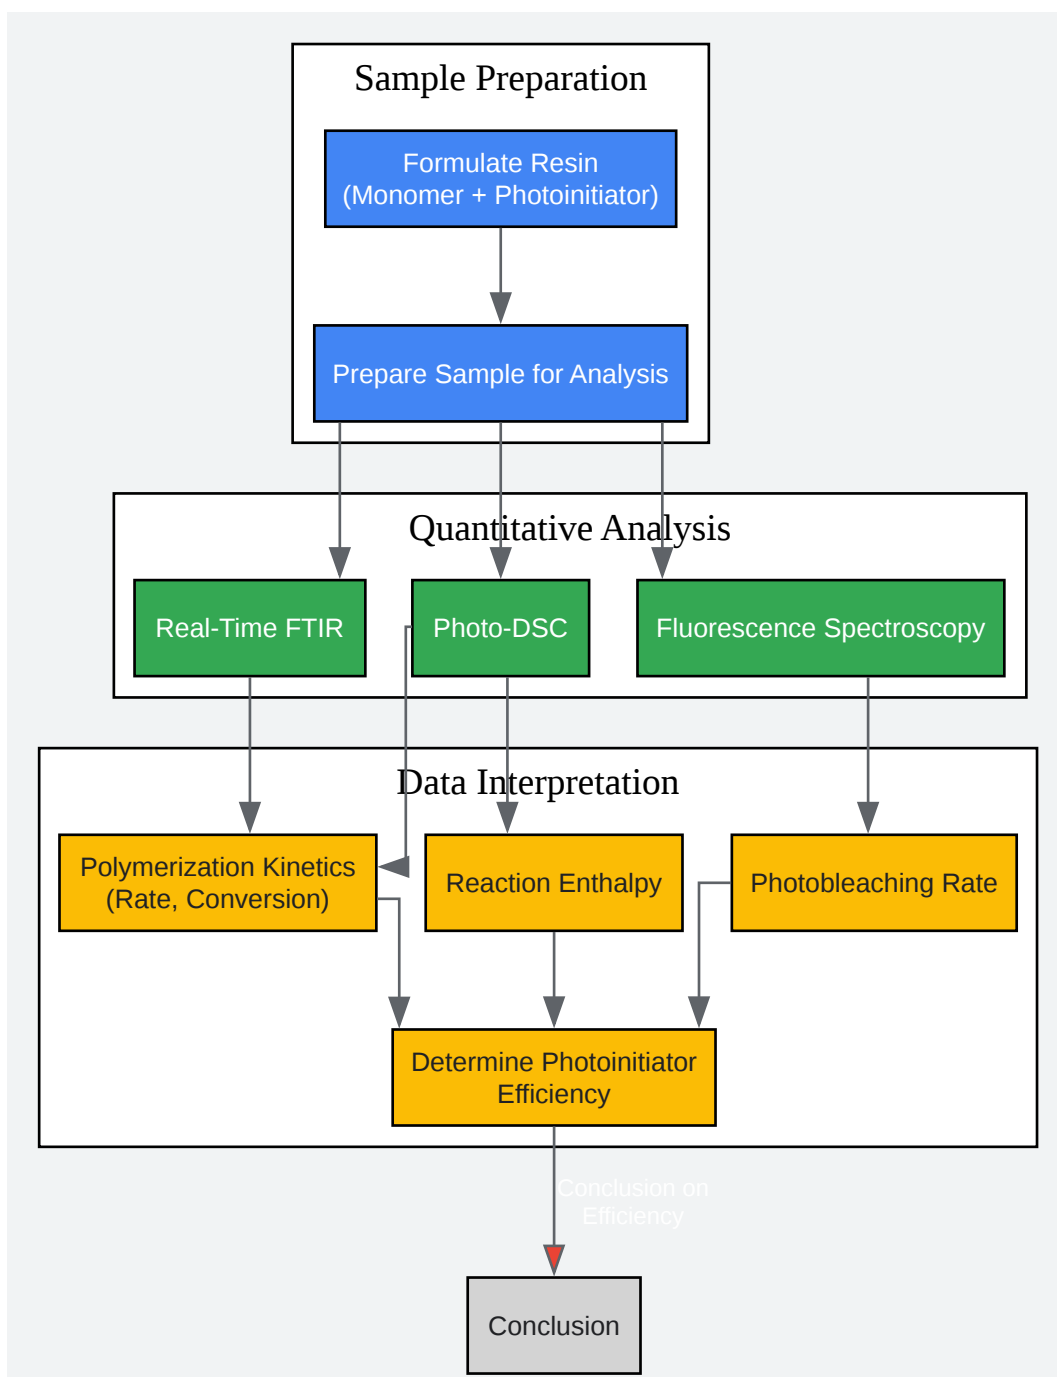 Sample Preparation
Formulate Resin
(Monomer + Photoinitiator)
Prepare Sample for Analysis
Quantitative Analysis
Real-Time FTIR
Photo-DSC
Fluorescence Spectroscopy
Data Interpretation
Polymerization Kinetics
(Rate, Conversion)
Reaction Enthalpy
Photobleaching Rate
Determine Photoinitiator
Efficiency
Conclusion on
Efficiency
Conclusion